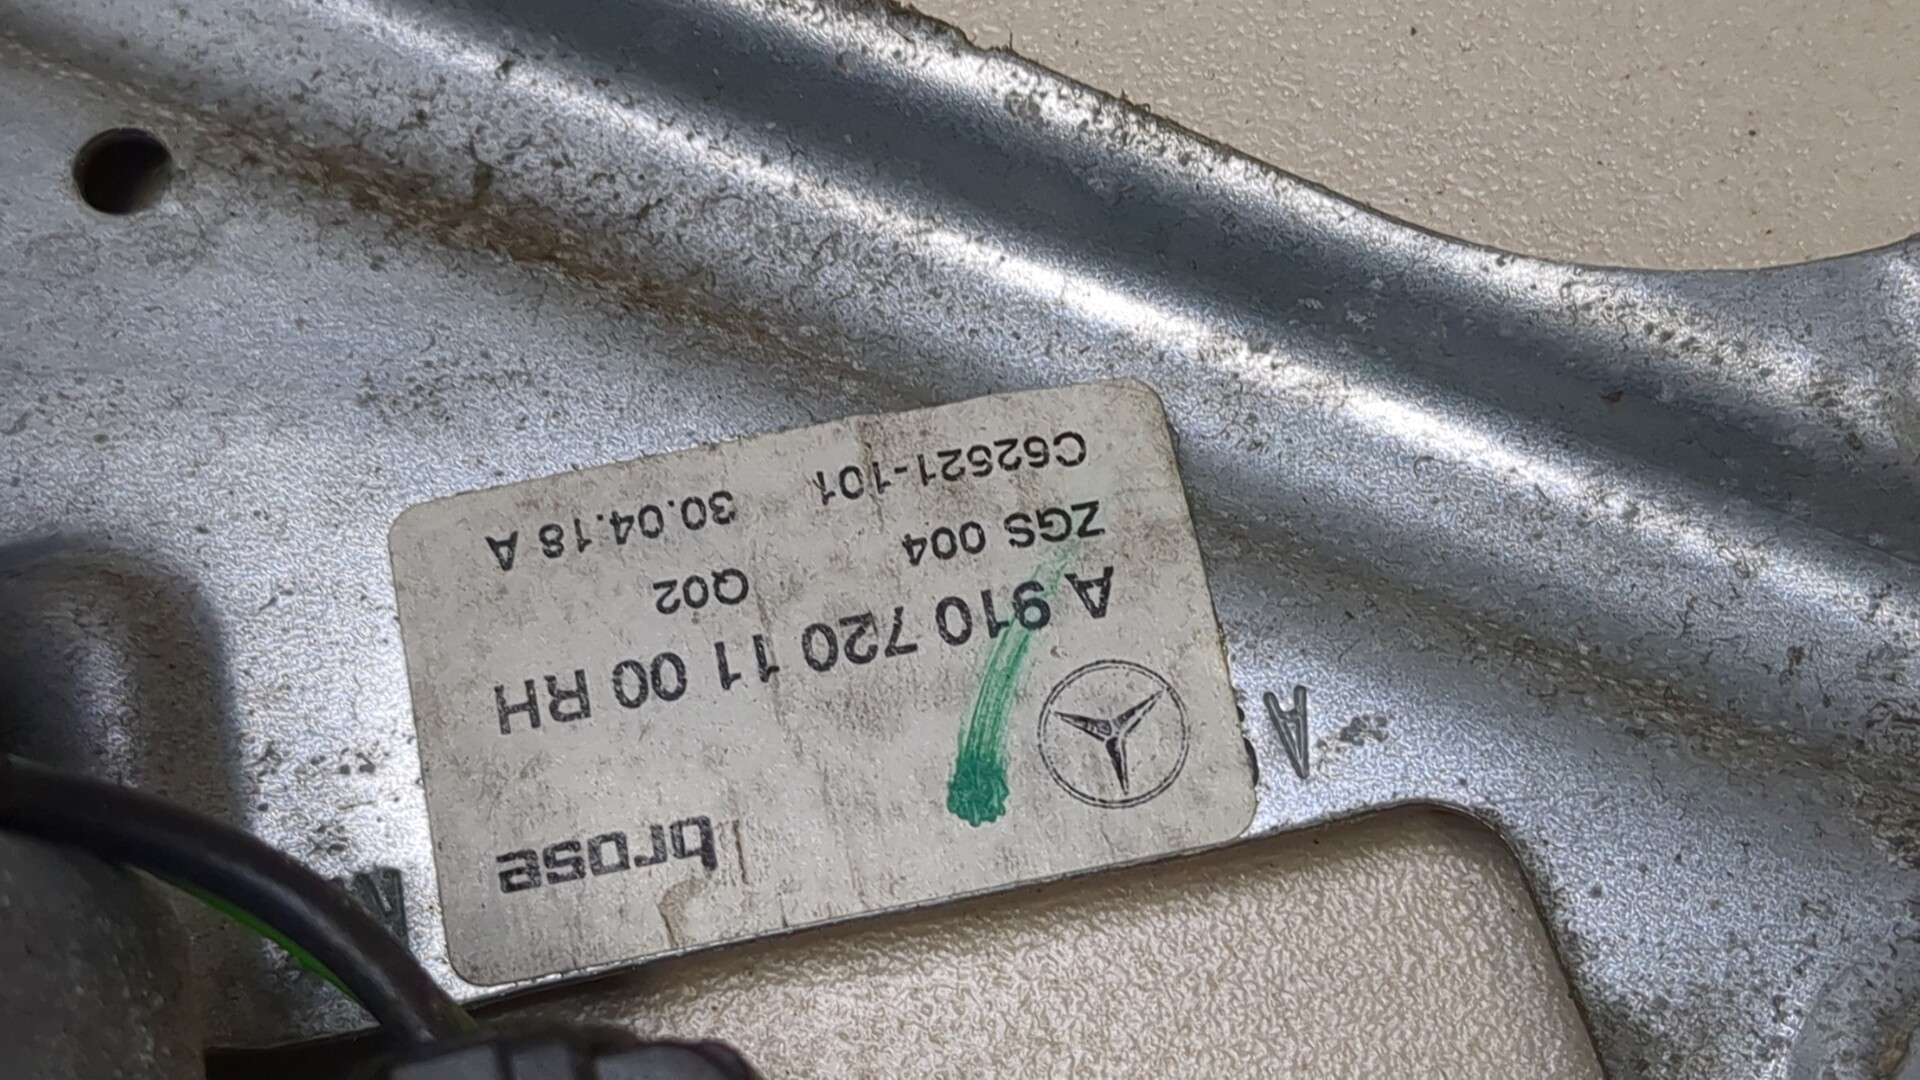 brose
A 910 720 11 00 RH
ZGS 004 Q02
C62521-101 30.04.18 A
A